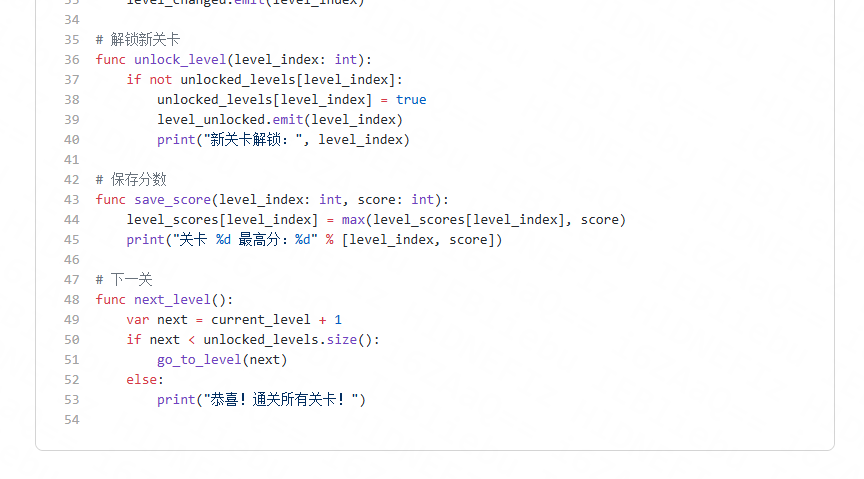 33 level_changed.emit(level_index)
34
35 # 解锁新关卡
36 func unlock_level(level_index: int):
37 if not unlocked_levels[level_index]:
38 unlocked_levels[level_index] = true
39 level_unlocked.emit(level_index)
40 print("新关卡解锁：", level_index)
41
42 # 保存分数
43 func save_score(level_index: int, score: int):
44 level_scores[level_index] = max(level_scores[level_index], score)
45 print("关卡 %d 最高分：%d" % [level_index, score])
46
47 # 下一关
48 func next_level():
49 var next = current_level + 1
50 if next < unlocked_levels.size():
51 go_to_level(next)
52 else:
53 print("恭喜！通关所有关卡！")
54